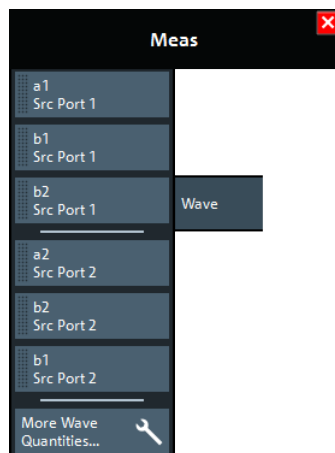 Meas
a1
Src Port 1
b1
Src Port 1
b2
Src Port 1
Wave
a2
Src Port 2
b2
Src Port 2
b1
Src Port 2
More Wave
Quantities...